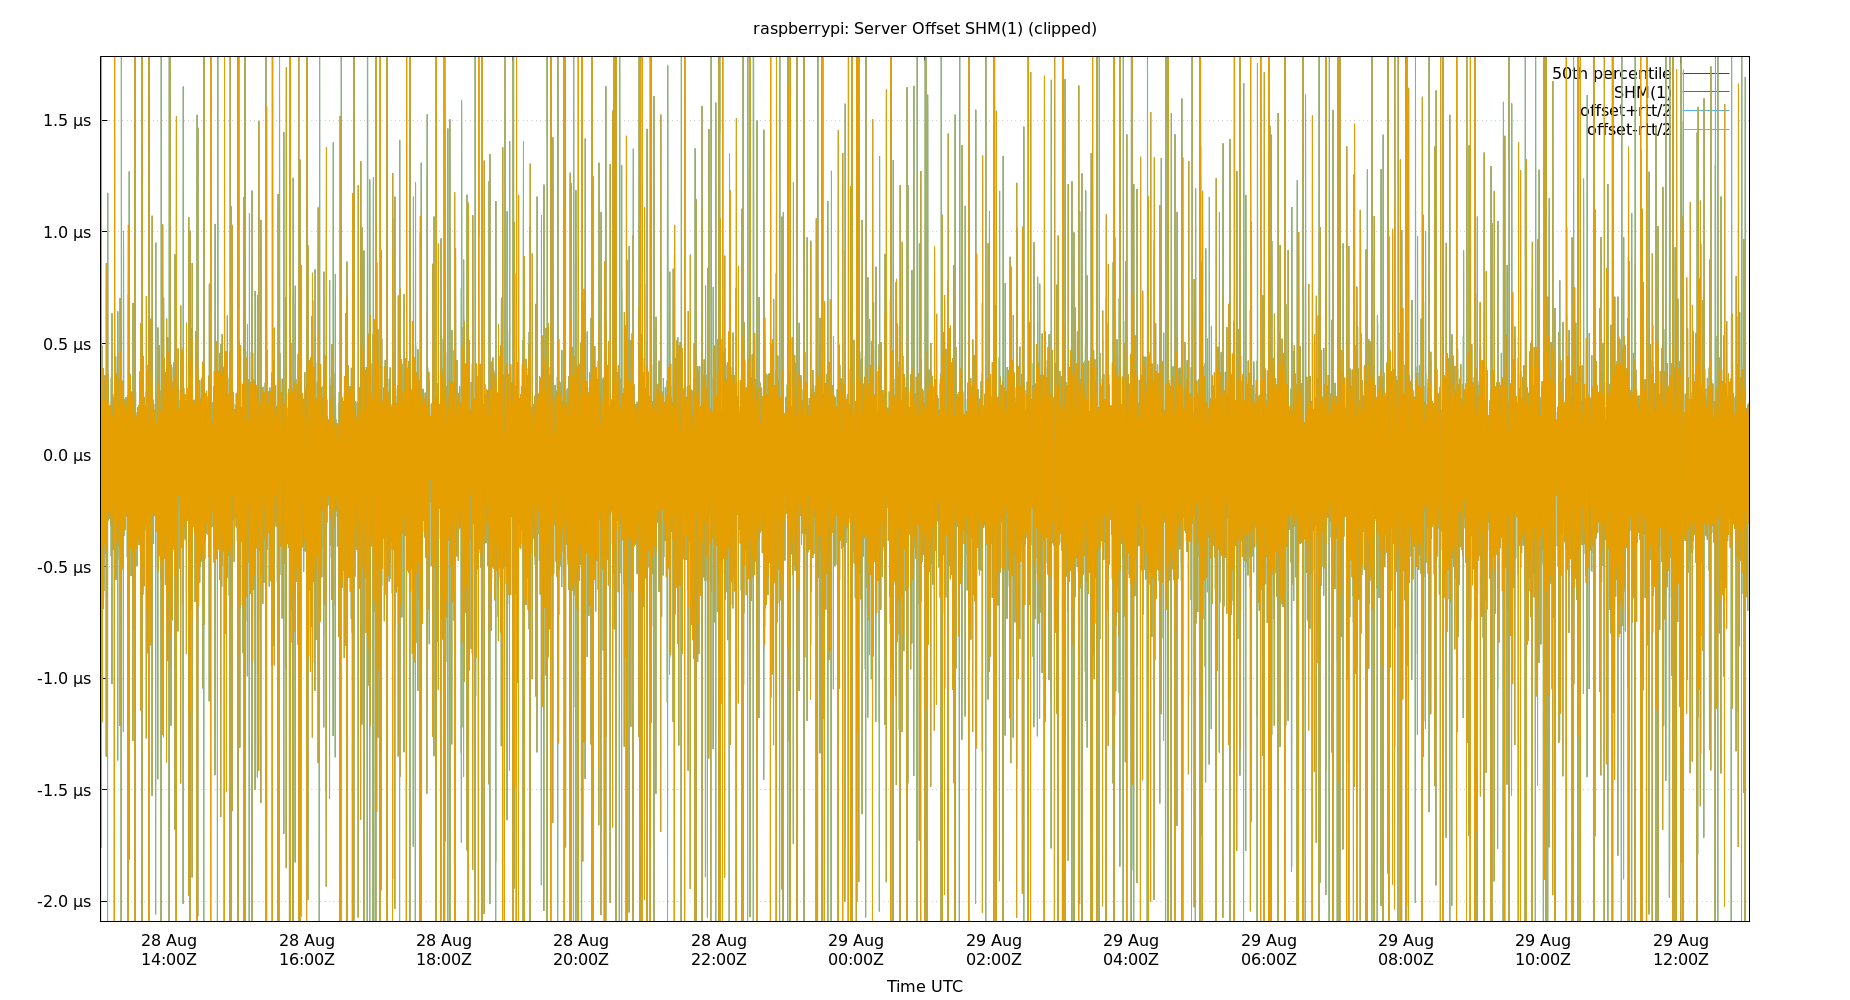 raspberrypi: Server Offset SHM(1) (clipped)
50th percentile
SHM(1)
offset+rtt/2
offset-rtt/2
1.5 µs
1.0 µs
0.5 µs
0.0 µs
-0.5 µs
-1.0 µs
-1.5 µs
-2.0 µs
28 Aug 28 Aug 28 Aug 28 Aug 28 Aug 29 Aug 29 Aug 29 Aug 29 Aug 29 Aug 29 Aug 29 Aug
14:00Z 16:00Z 18:00Z 20:00Z 22:00Z 00:00Z 02:00Z 04:00Z 06:00Z 08:00Z 10:00Z 12:00Z
Time UTC